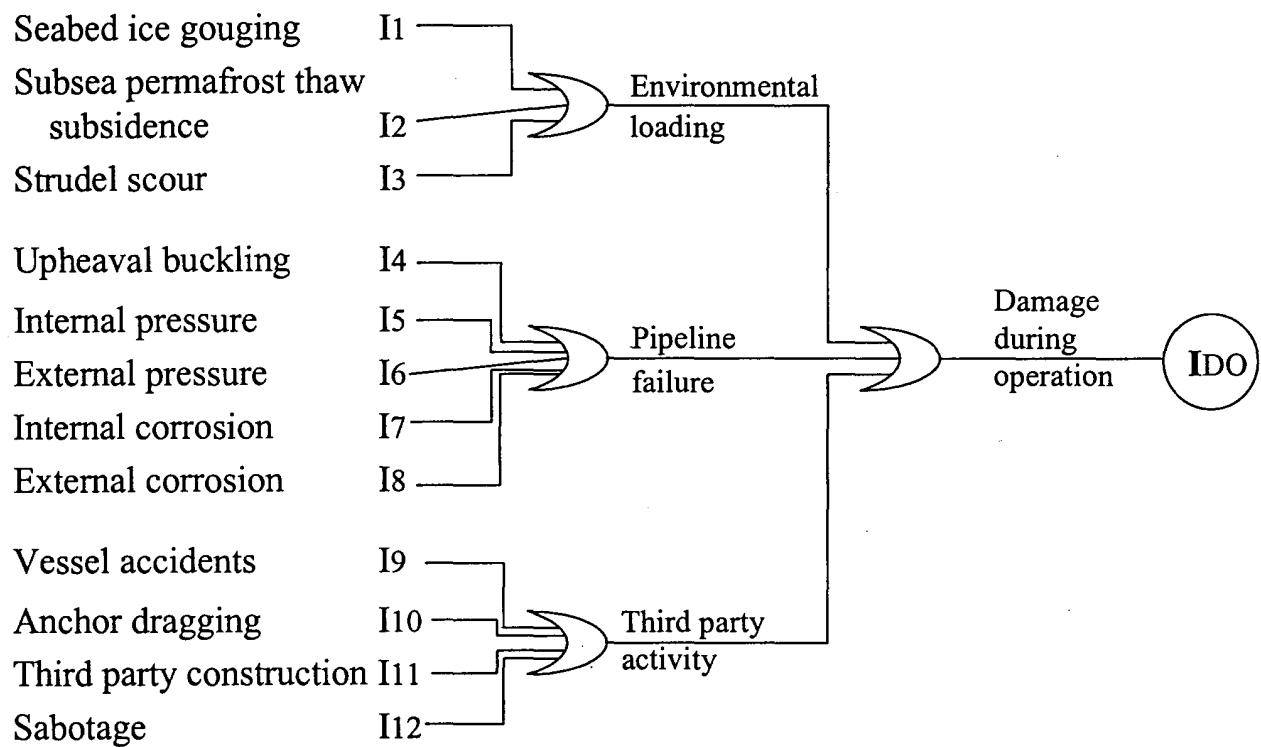 Seabed ice gouging I1
Subsea permafrost thaw
subsidence I2
Strudel scour I3
Environmental
loading
Upheaval buckling I4
Internal pressure I5
External pressure I6
Internal corrosion I7
External corrosion I8
Pipeline
failure
Vessel accidents I9
Anchor dragging I10
Third party construction I11
Sabotage I12
Third party
activity
Damage
during
operation
IDO